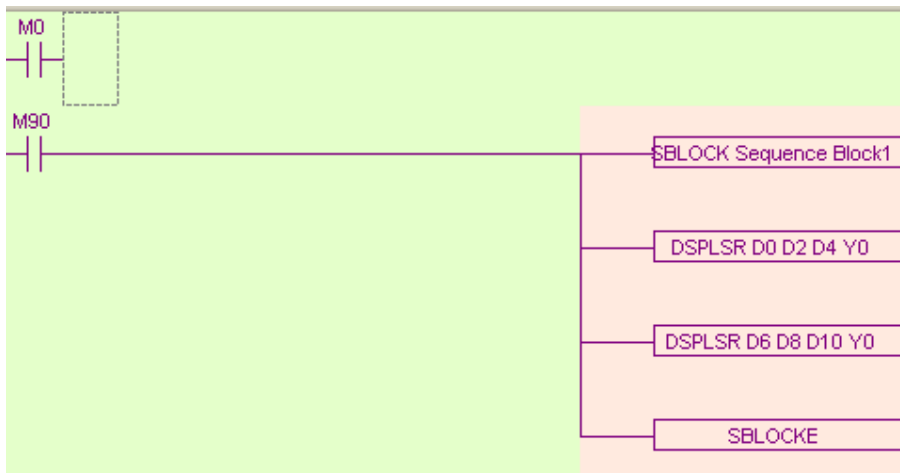 M0
M90
SBLOCK Sequence Block1
DSPLSR D0 D2 D4 Y0
DSPLSR D6 D8 D10 Y0
SBLOCKE